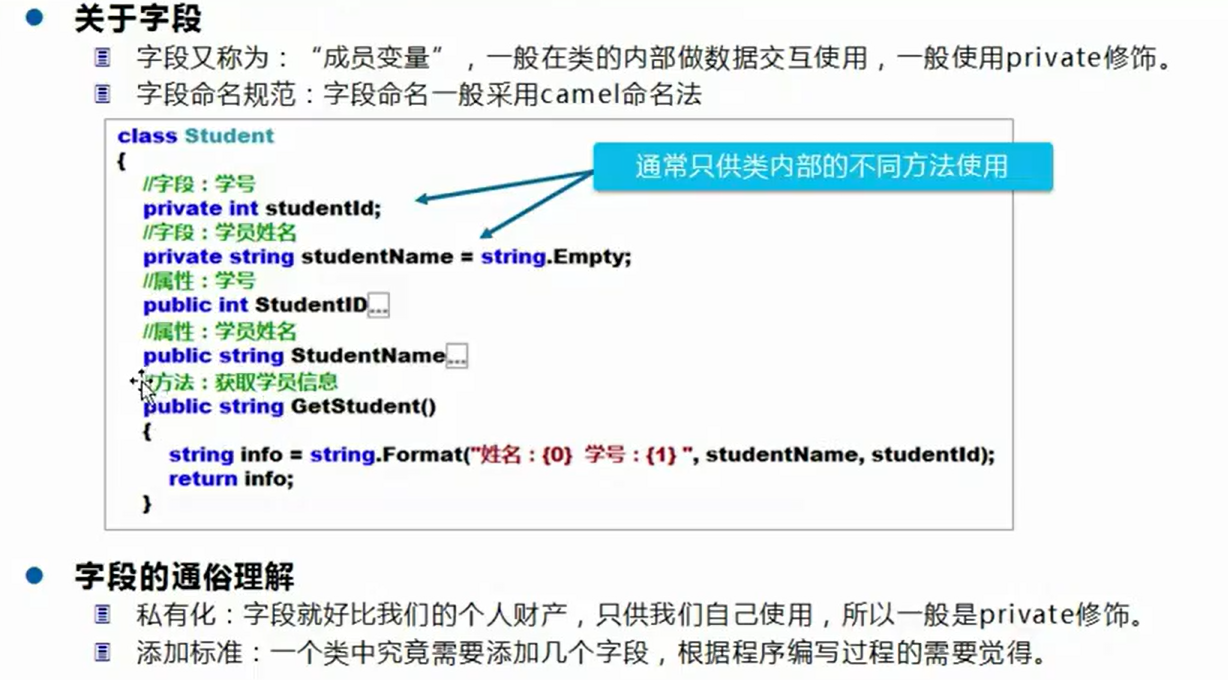 关于字段
字段又称为：“成员变量”，一般在类的内部做数据交互使用，一般使用private修饰。
字段命名规范：字段命名一般采用camel命名法
class Student
{
通常只供类内部的不同方法使用
//字段：学号
private int studentId;
//字段：学员姓名
private string studentName = string.Empty;
//属性：学号
public int StudentID...
//属性：学员姓名
public string StudentName...
//方法：获取学员信息
public string GetStudent()
{
string info = string.Format("姓名：{0} 学号：{1} ", studentName, studentId);
return info;
}
字段的通俗理解
私有化：字段就好比我们的个人财产，只供我们自己使用，所以一般是private修饰。
添加标准：一个类中究竟需要添加几个字段，根据程序编写过程的需要觉得。